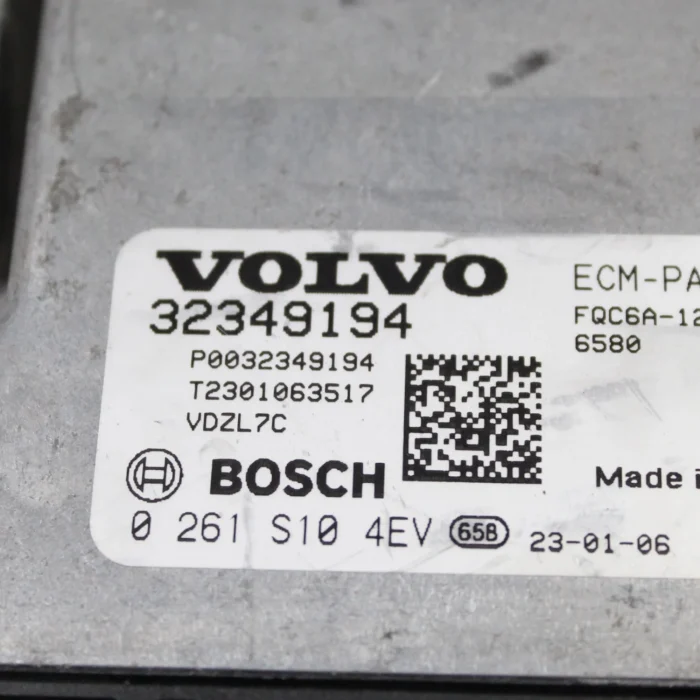 VOLVO
32349194
P0032349194
T2301063517
VDZL7C
BOSCH
0 261 S10 4EV 65B 23-01-06
ECM-PA
FQC6A-12
6580
Made i